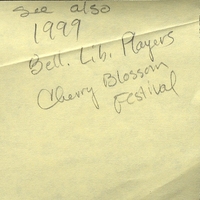 See also
1999
Bell. Lib. Players
Cherry Blossom
Festival